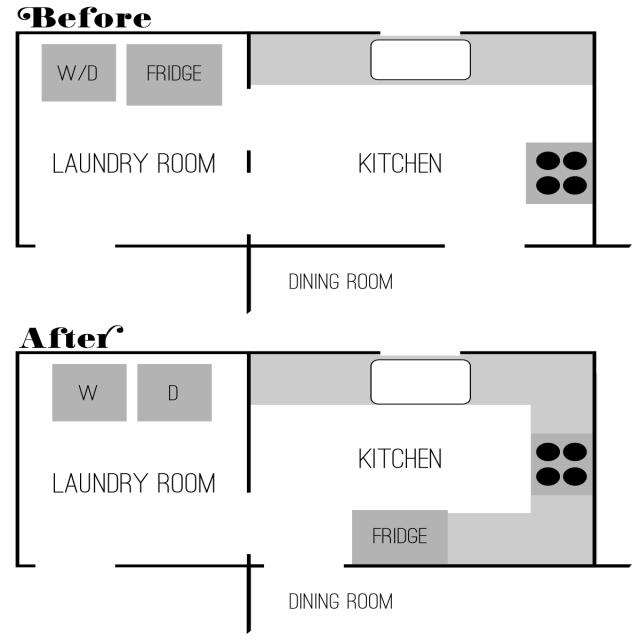 Before
W/D FRIDGE
LAUNDRY ROOM KITCHEN
DINING ROOM
After
W D
LAUNDRY ROOM KITCHEN
FRIDGE
DINING ROOM